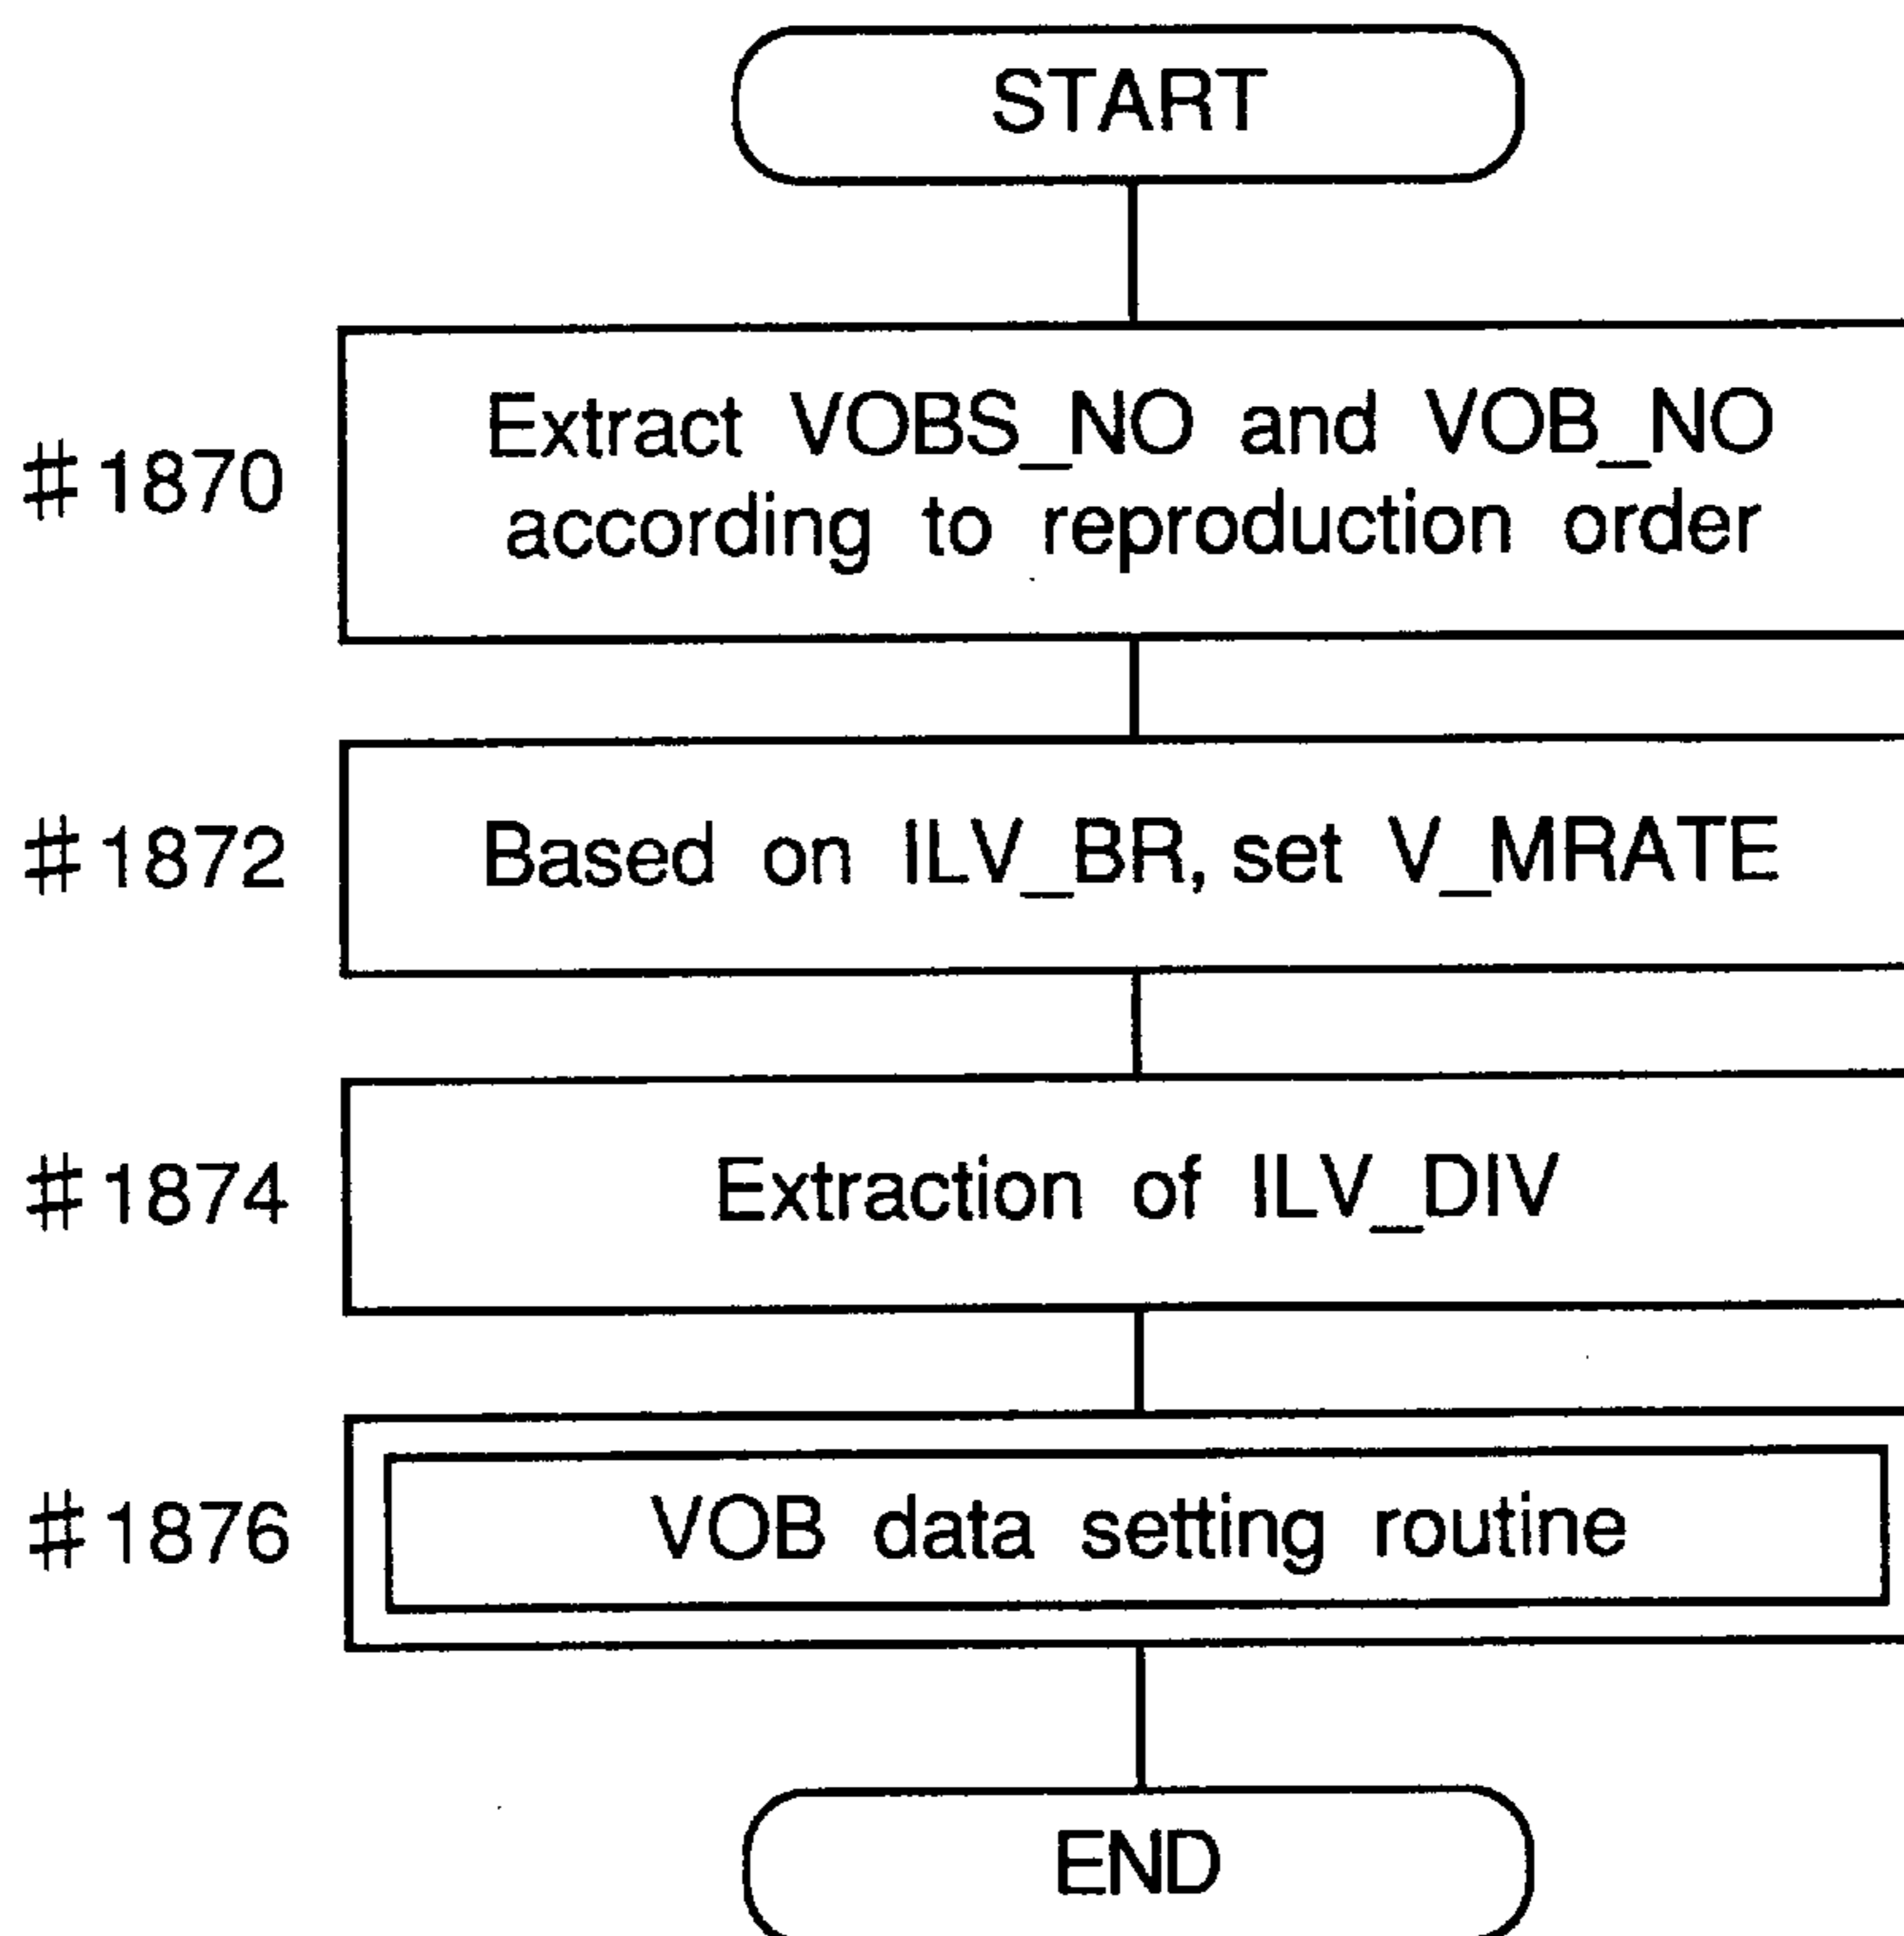 START
#1870
Extract VOBS_NO and VOB_NO
according to reproduction order
#1872
Based on ILV_BR, set V_MRATE
#1874
Extraction of ILV_DIV
#1876
VOB data setting routine
END